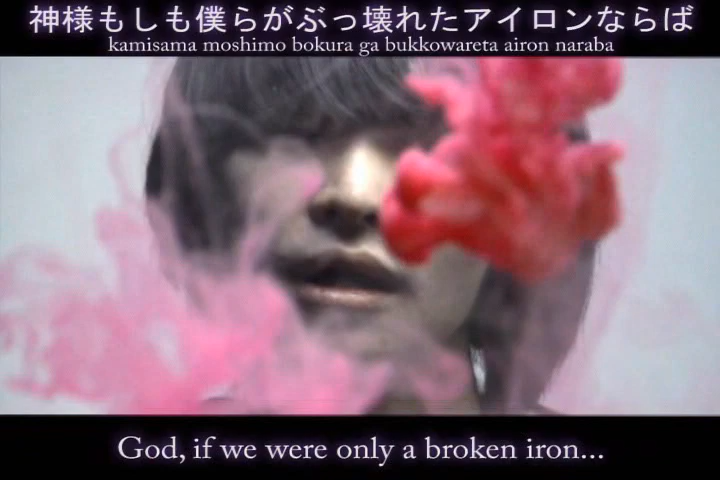 神様もしも僕らがぶっ壊れたアイロンならば
kamisama moshimo bokura ga bukkowareta airon naraba
God, if we were only a broken iron...